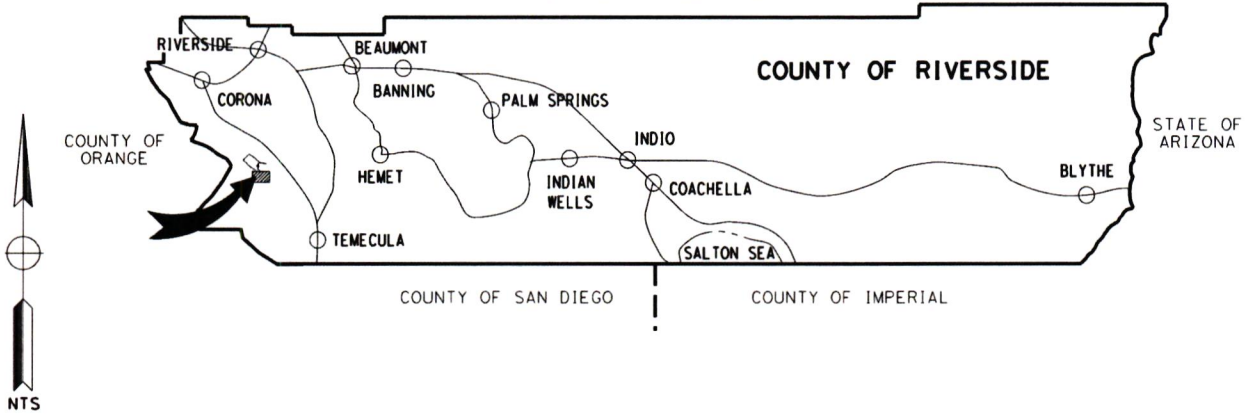 RIVERSIDE
BEAUMONT
COUNTY OF RIVERSIDE
BANNING
CORONA
PALM SPRINGS
COUNTY OF
ORANGE
STATE OF
ARIZONA
INDIO
HEMET
INDIAN
WELLS
COACHELLA
BLYTHE
TEMECULA
SALTON SEA
COUNTY OF SAN DIEGO
COUNTY OF IMPERIAL
NTS